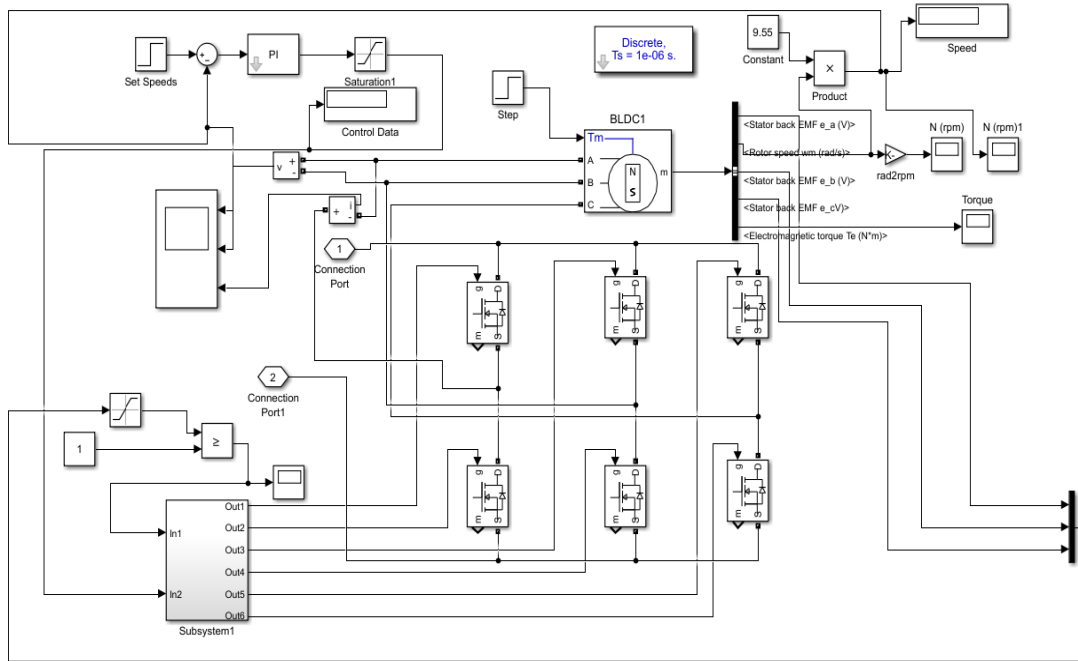 Set Speeds
+
-
PI
Saturation1
Control Data
Discrete,
Ts = 1e-06 s.
9.55
Constant
×
Product
Speed
Step
BLDC1
Tm
A
B
C
N
S
m
<Stator back EMF e_a (V)>
<Rotor speed wm (rad/s)>
<Stator back EMF e_b (V)>
<Stator back EMF e_cV)>
<Electromagnetic torque Te (N*m)>
rad2rpm
N (rpm)
N (rpm)1
Torque
v
+
-
i
+
-
1
Connection
Port
2
Connection
Port1
g
D
m
S
g
D
m
S
g
D
m
S
g
D
m
S
g
D
m
S
g
D
m
S
1
≥
In1
In2
Out1
Out2
Out3
Out4
Out5
Out6
Subsystem1